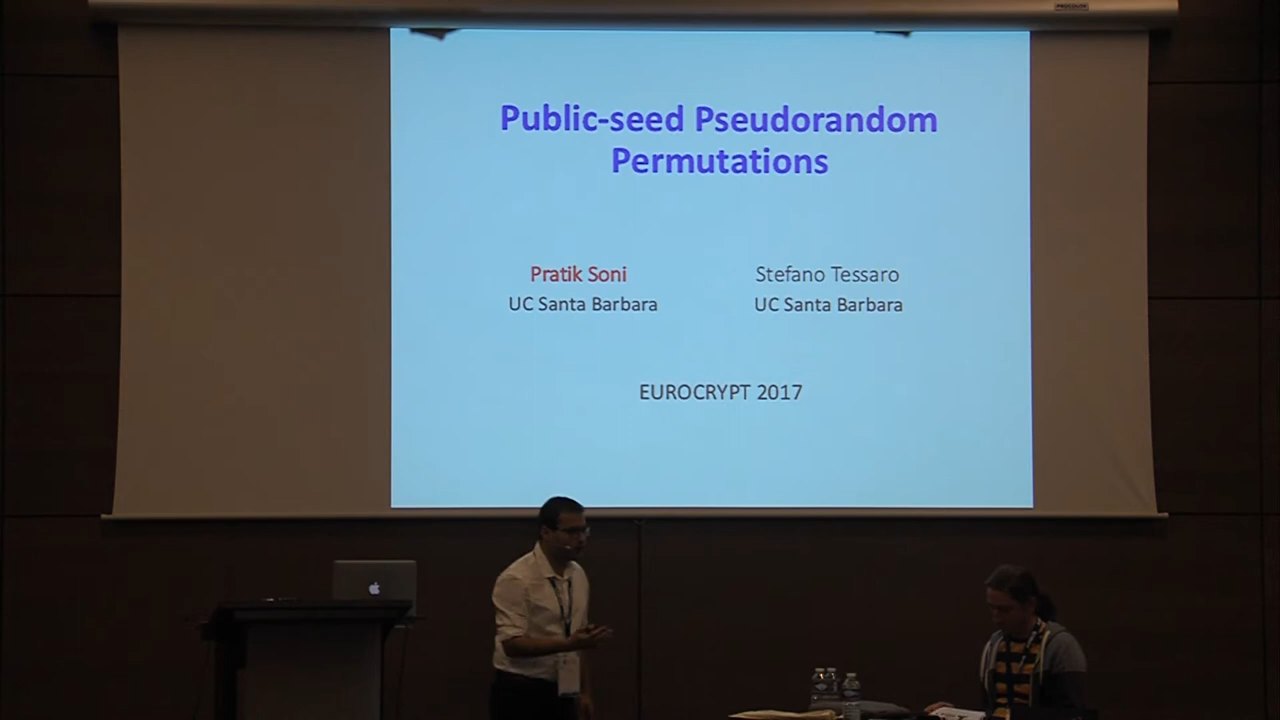 Public-seed Pseudorandom
Permutations
Pratik Soni
UC Santa Barbara
Stefano Tessaro
UC Santa Barbara
EUROCRYPT 2017